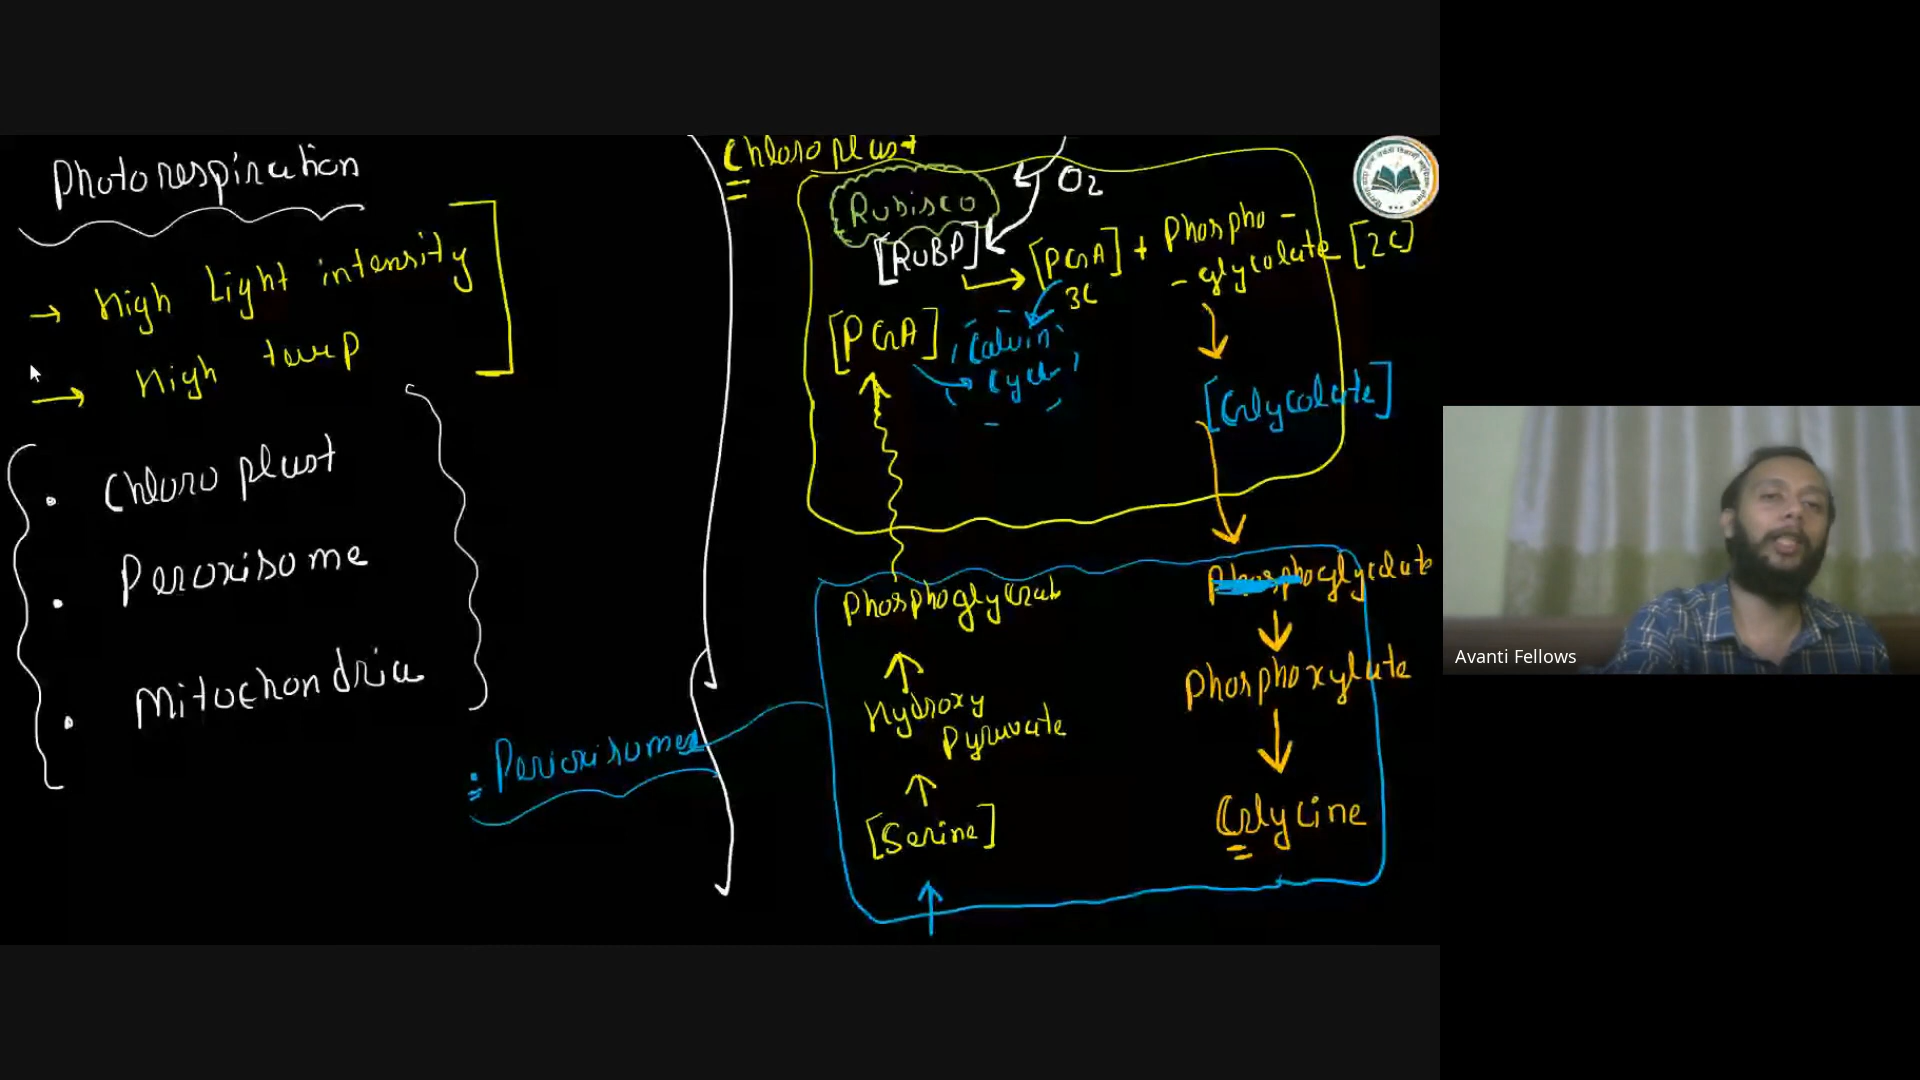 Photorespiration
→ High Light intensity
→ High temp
• Chloroplast
• Peroxisome
• Mitochondria
Chloroplast
Rubisco
O2
[RuBP] → [PGA] + Phospho-
- glycolate [2C]
3C
[PGA]
Calvin
Cycle
[Glycolate]
Phosphoglycerate
Phosphoglycolate
Hydroxy
Pyruvate
Phosphoxylate
Perioxisomes
[Serine]
Glycine
Avanti Fellows